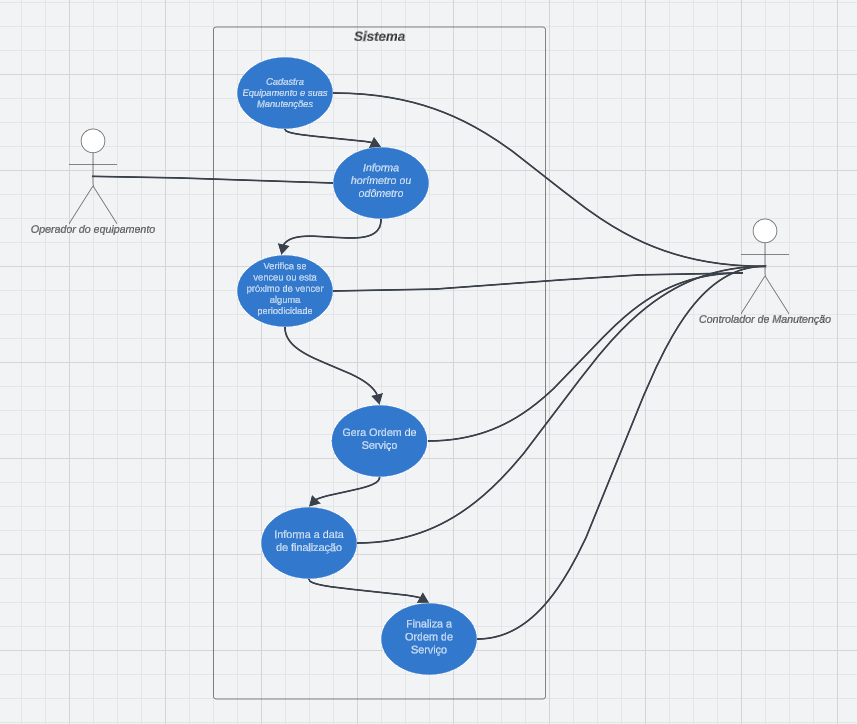 Sistema
Cadastra
Equipamento e suas
Manutenções
Informa
horímetro ou
odômetro
Operador do equipamento
Verifica se
venceu ou esta
próximo de vencer
alguma
periodicidade
Controlador de Manutenção
Gera Ordem de
Serviço
Informa a data
de finalização
Finaliza a
Ordem de
Serviço